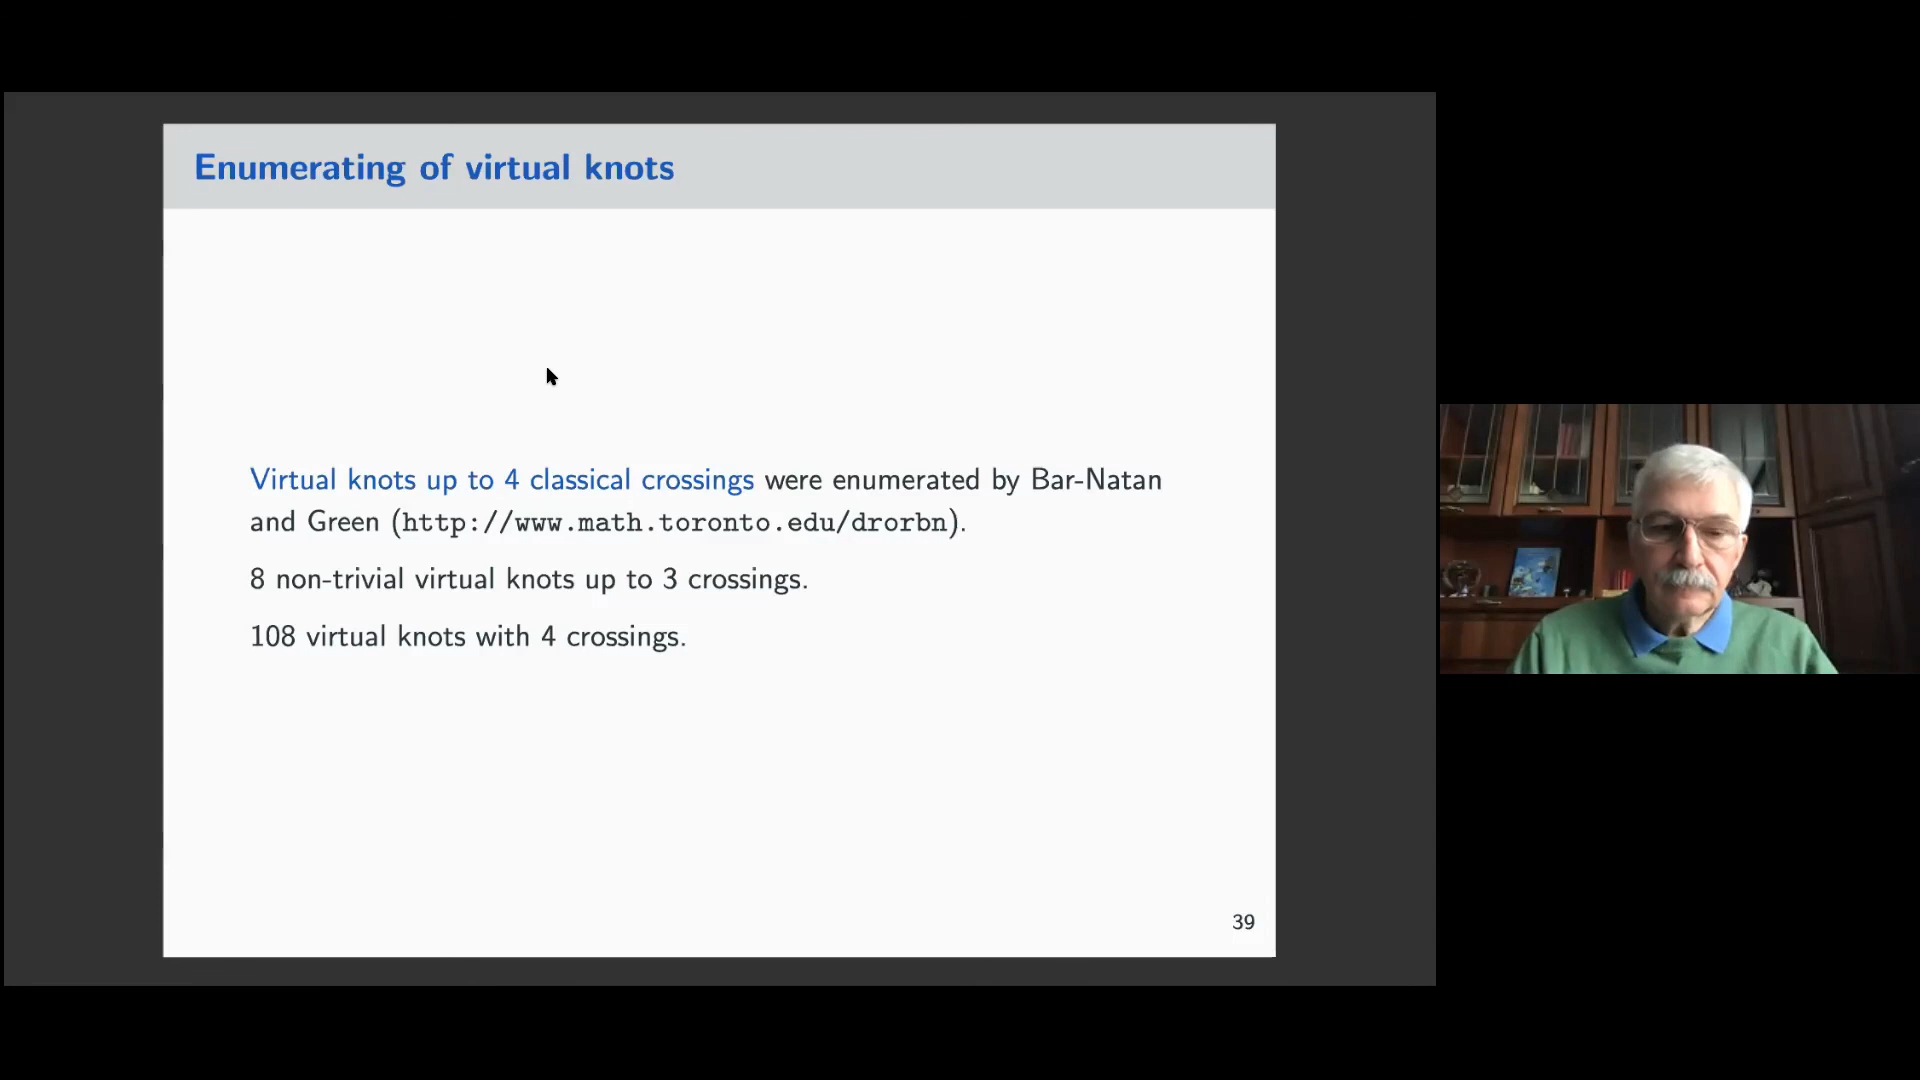 Enumerating of virtual knots
Virtual knots up to 4 classical crossings were enumerated by Bar-Natan
and Green (http://www.math.toronto.edu/drorbn).
8 non-trivial virtual knots up to 3 crossings.
108 virtual knots with 4 crossings.
39